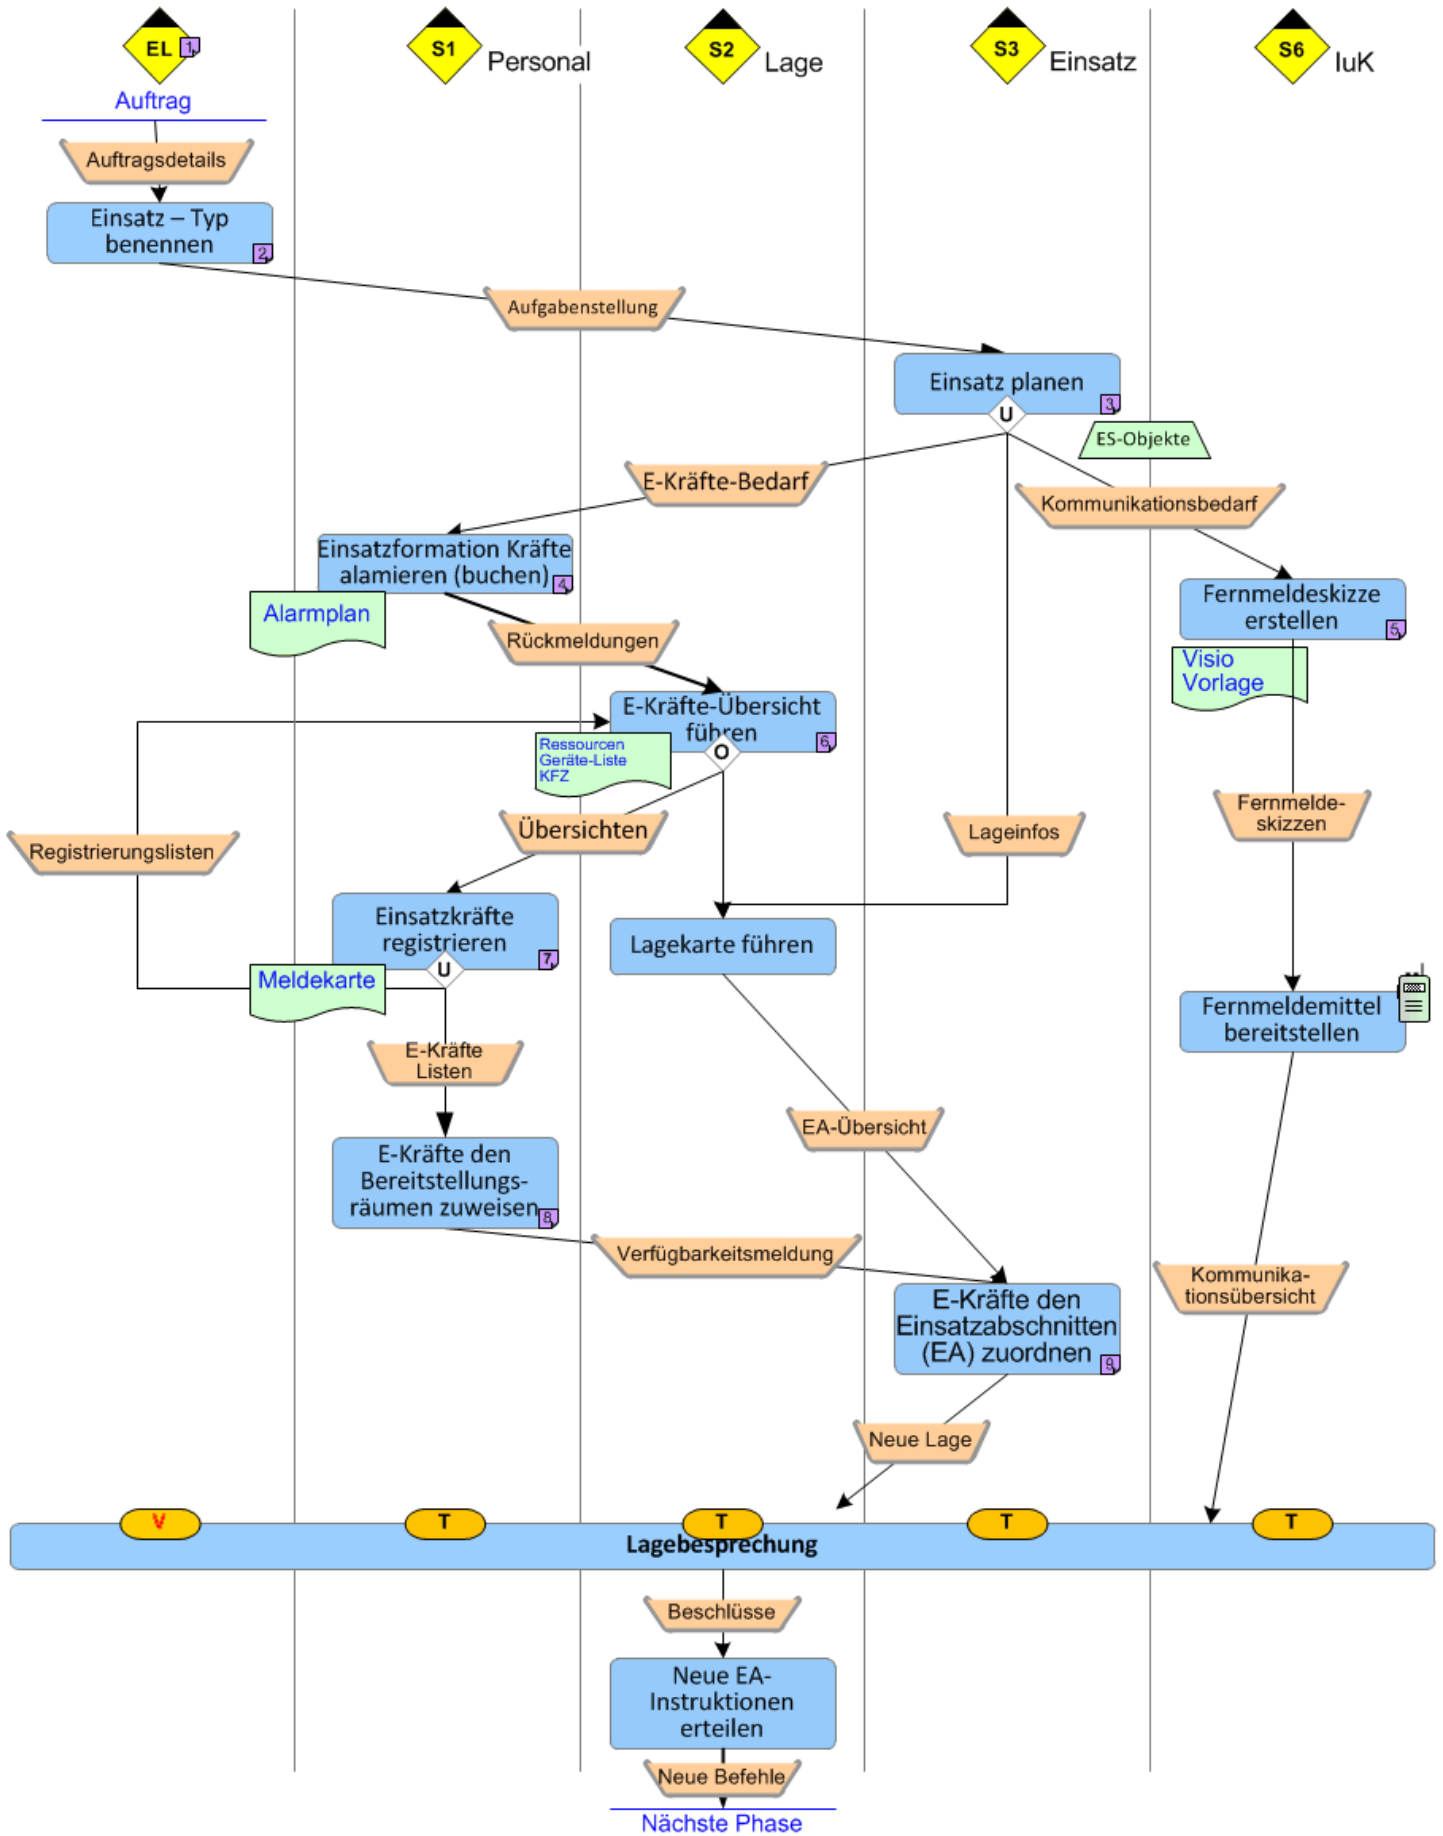 EL 1
S1 Personal
S2 Lage
S3 Einsatz
S6 IuK
Auftrag
Auftragsdetails
Einsatz – Typ
benennen
2
Aufgabenstellung
Einsatz planen
3
U
ES-Objekte
E-Kräfte-Bedarf
Kommunikationsbedarf
Einsatzformation Kräfte
alamieren (buchen)
4
Alarmplan
Fernmeldeskizze
erstellen
5
Rückmeldungen
Visio
Vorlage
E-Kräfte-Übersicht
führen
6
O
Ressourcen
Geräte-Liste
KFZ
Fernmelde-
skizzen
Übersichten
Lageinfos
Registrierungslisten
Einsatzkräfte
registrieren
7
U
Lagekarte führen
Meldekarte
Fernmeldemittel
bereitstellen
E-Kräfte
Listen
EA-Übersicht
E-Kräfte den
Bereitstellungs-
räumen zuweisen
8
Verfügbarkeitsmeldung
Kommunika-
tionsübersicht
E-Kräfte den
Einsatzabschnitten
(EA) zuordnen
9
Neue Lage
V
T
T
T
T
Lagebesprechung
Beschlüsse
Neue EA-
Instruktionen
erteilen
Neue Befehle
Nächste Phase